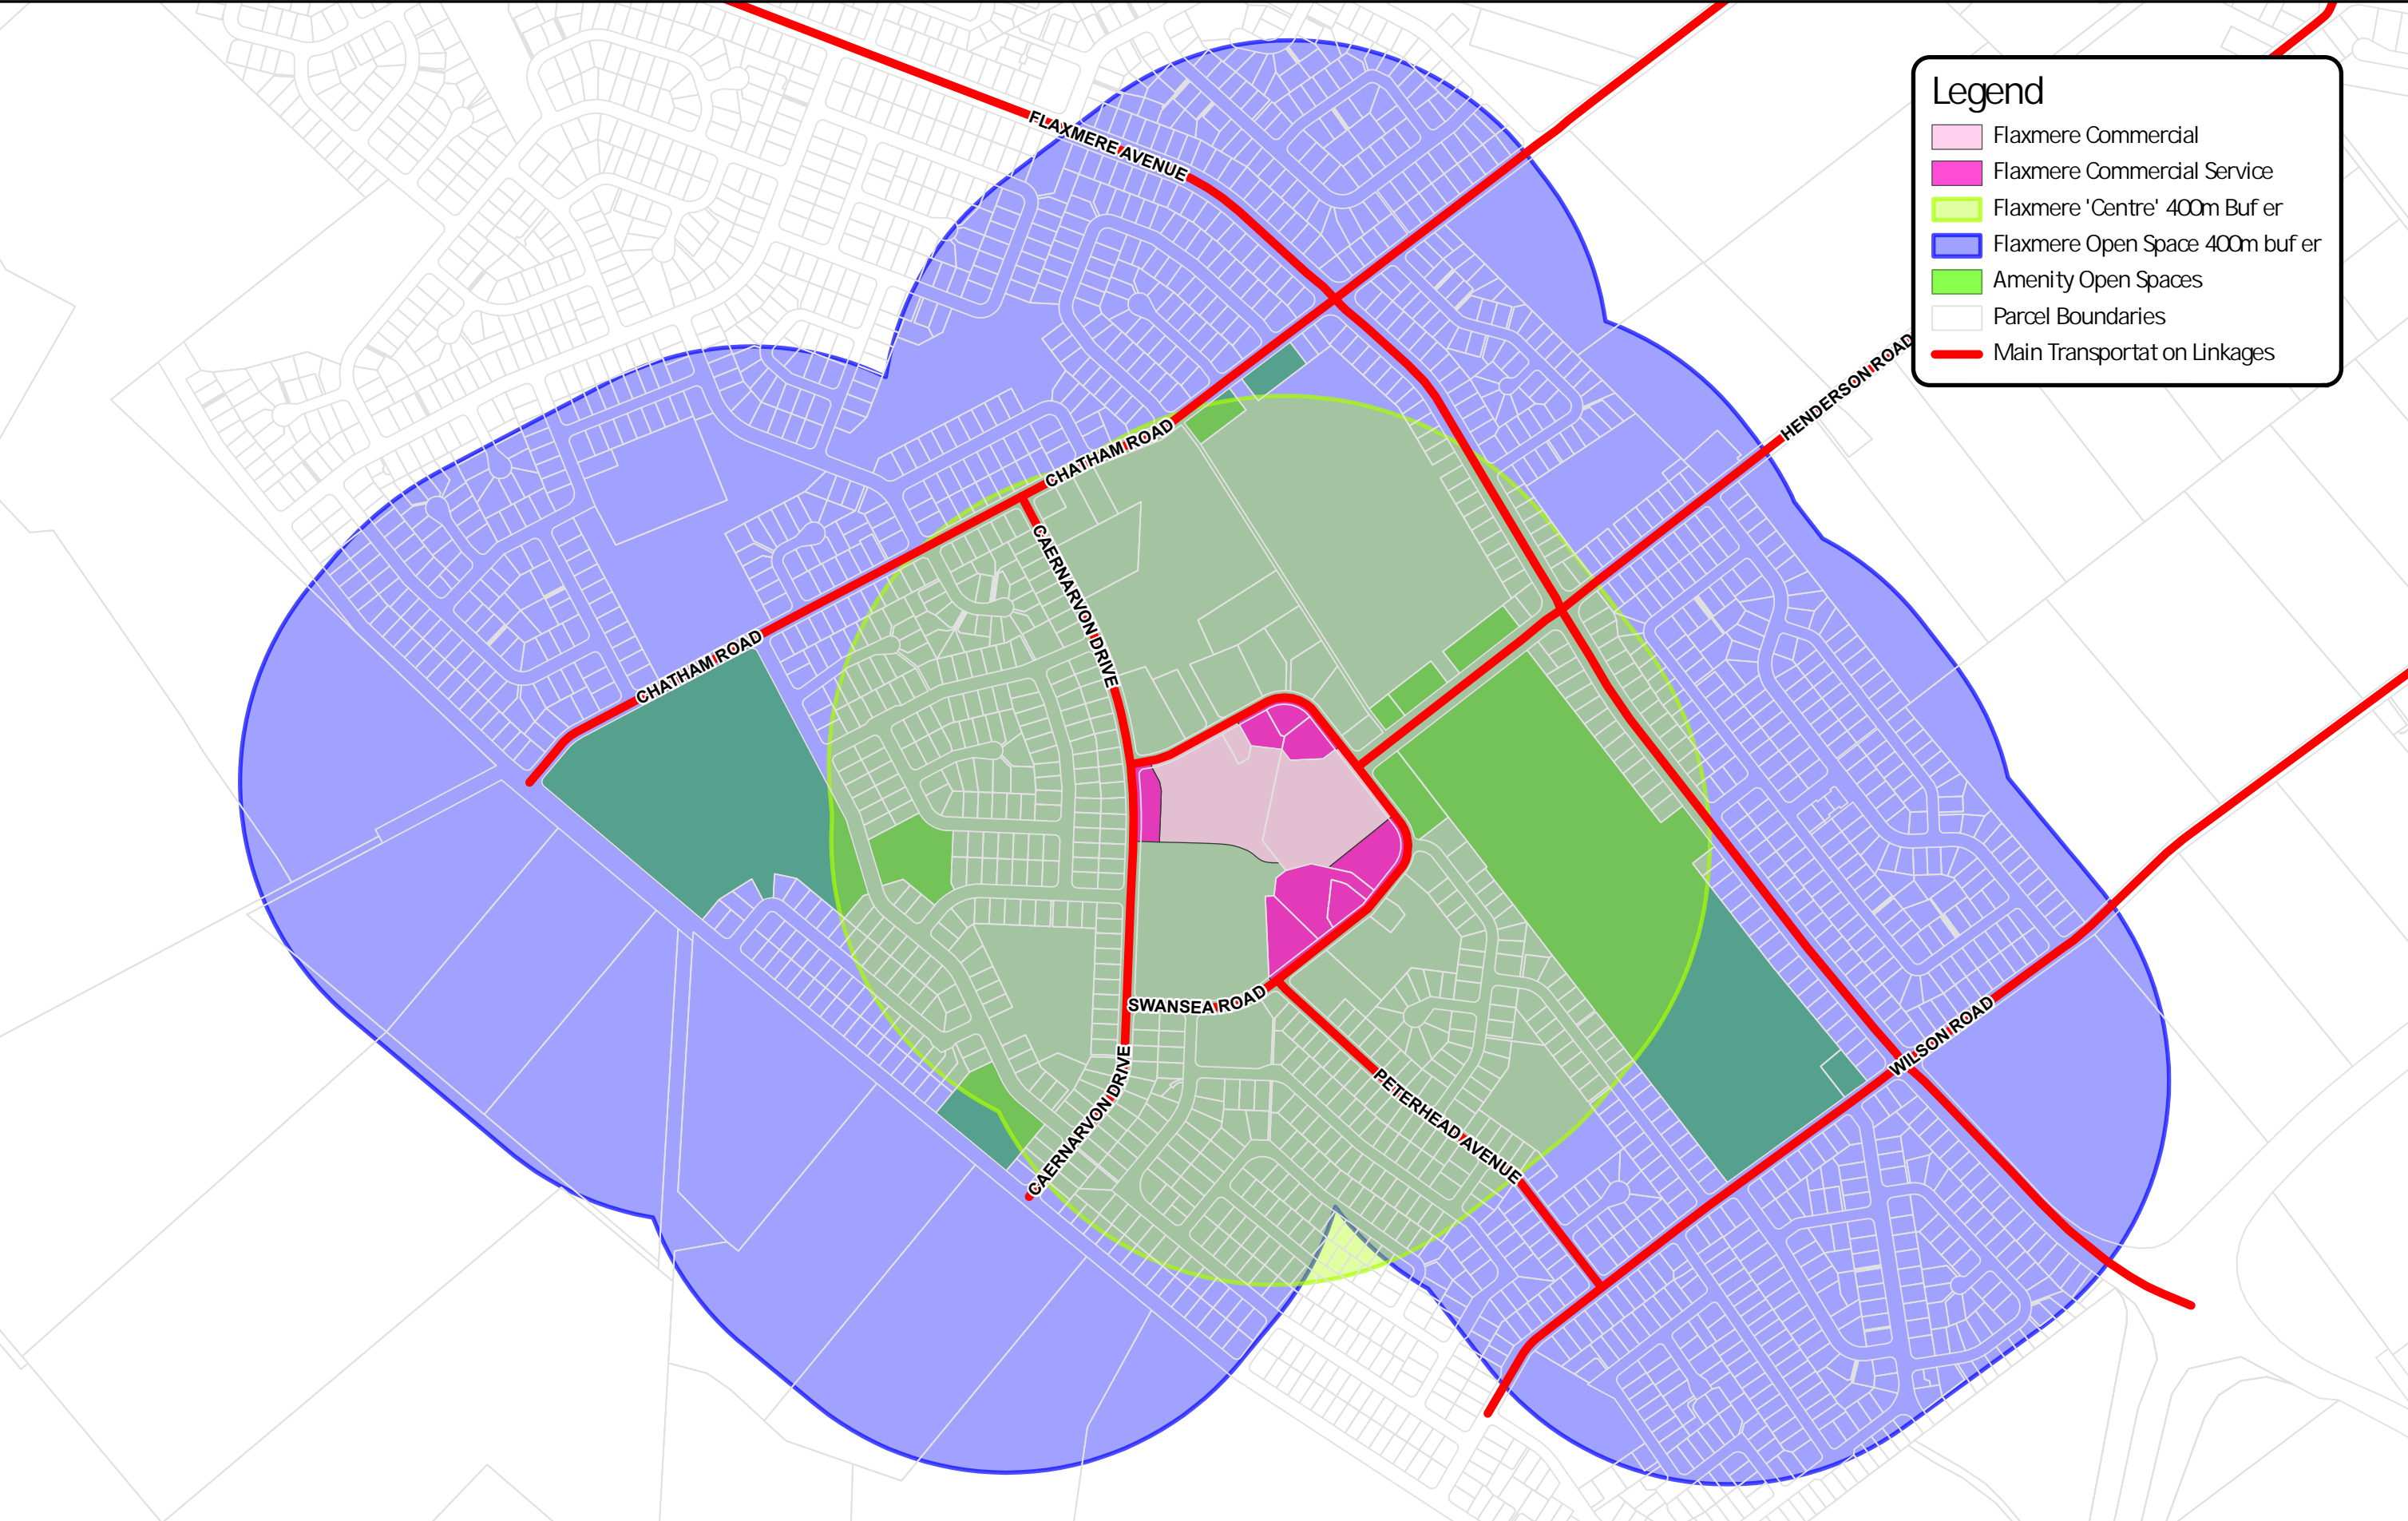 FLAXMERE AVENUE
Legend
Flaxmere Commercial
Flaxmere Commercial Service
Flaxmere 'Centre' 400m Buf er
Flaxmere Open Space 400m buf er
Amenity Open Spaces
Parcel Boundaries
Main Transportat on Linkages
HENDERSON ROAD
CHATHAM ROAD
CAERNARVON DRIVE
CHATHAM ROAD
SWANSEA ROAD
WILSON ROAD
CAERNARVON DRIVE
PETERHEAD AVENUE